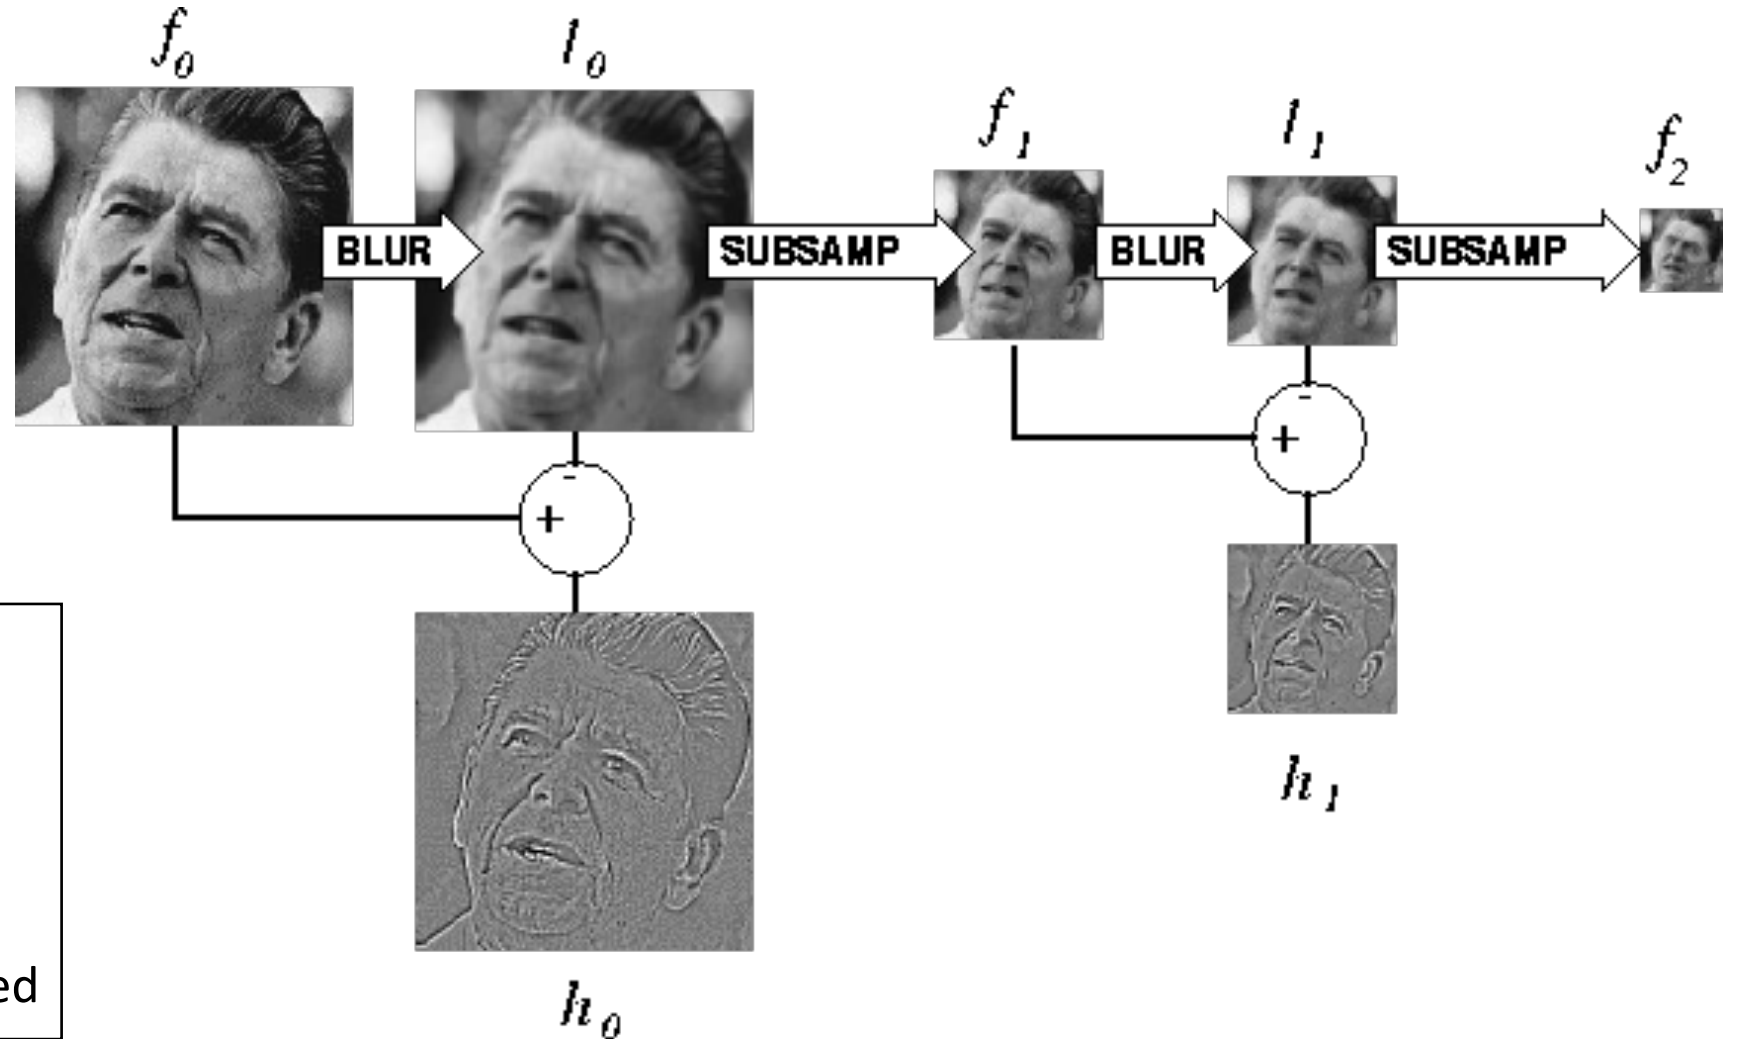 f0
l0
f1
l1
f2
BLUR
SUBSAMP
BLUR
SUBSAMP
-
+
-
+
h1
ed
h0